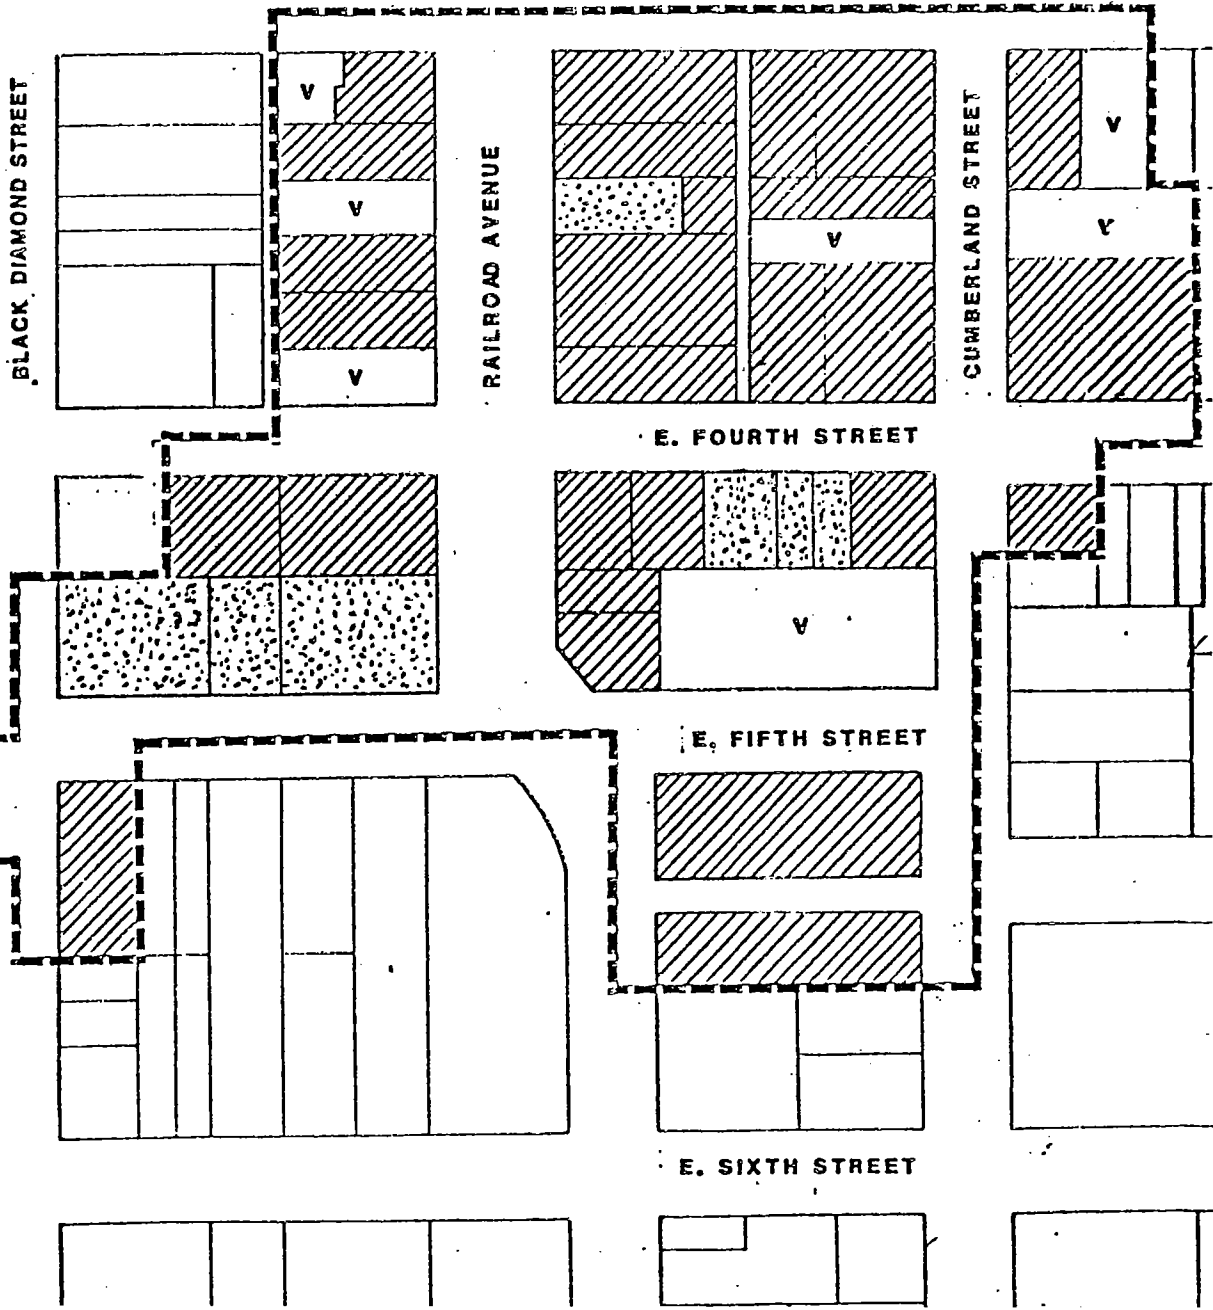 V
V
BLACK DIAMOND STREET
RAILROAD AVENUE
CUMBERLAND STREET
V
V
V
V
E. FOURTH STREET
V
E. FIFTH STREET
E. SIXTH STREET